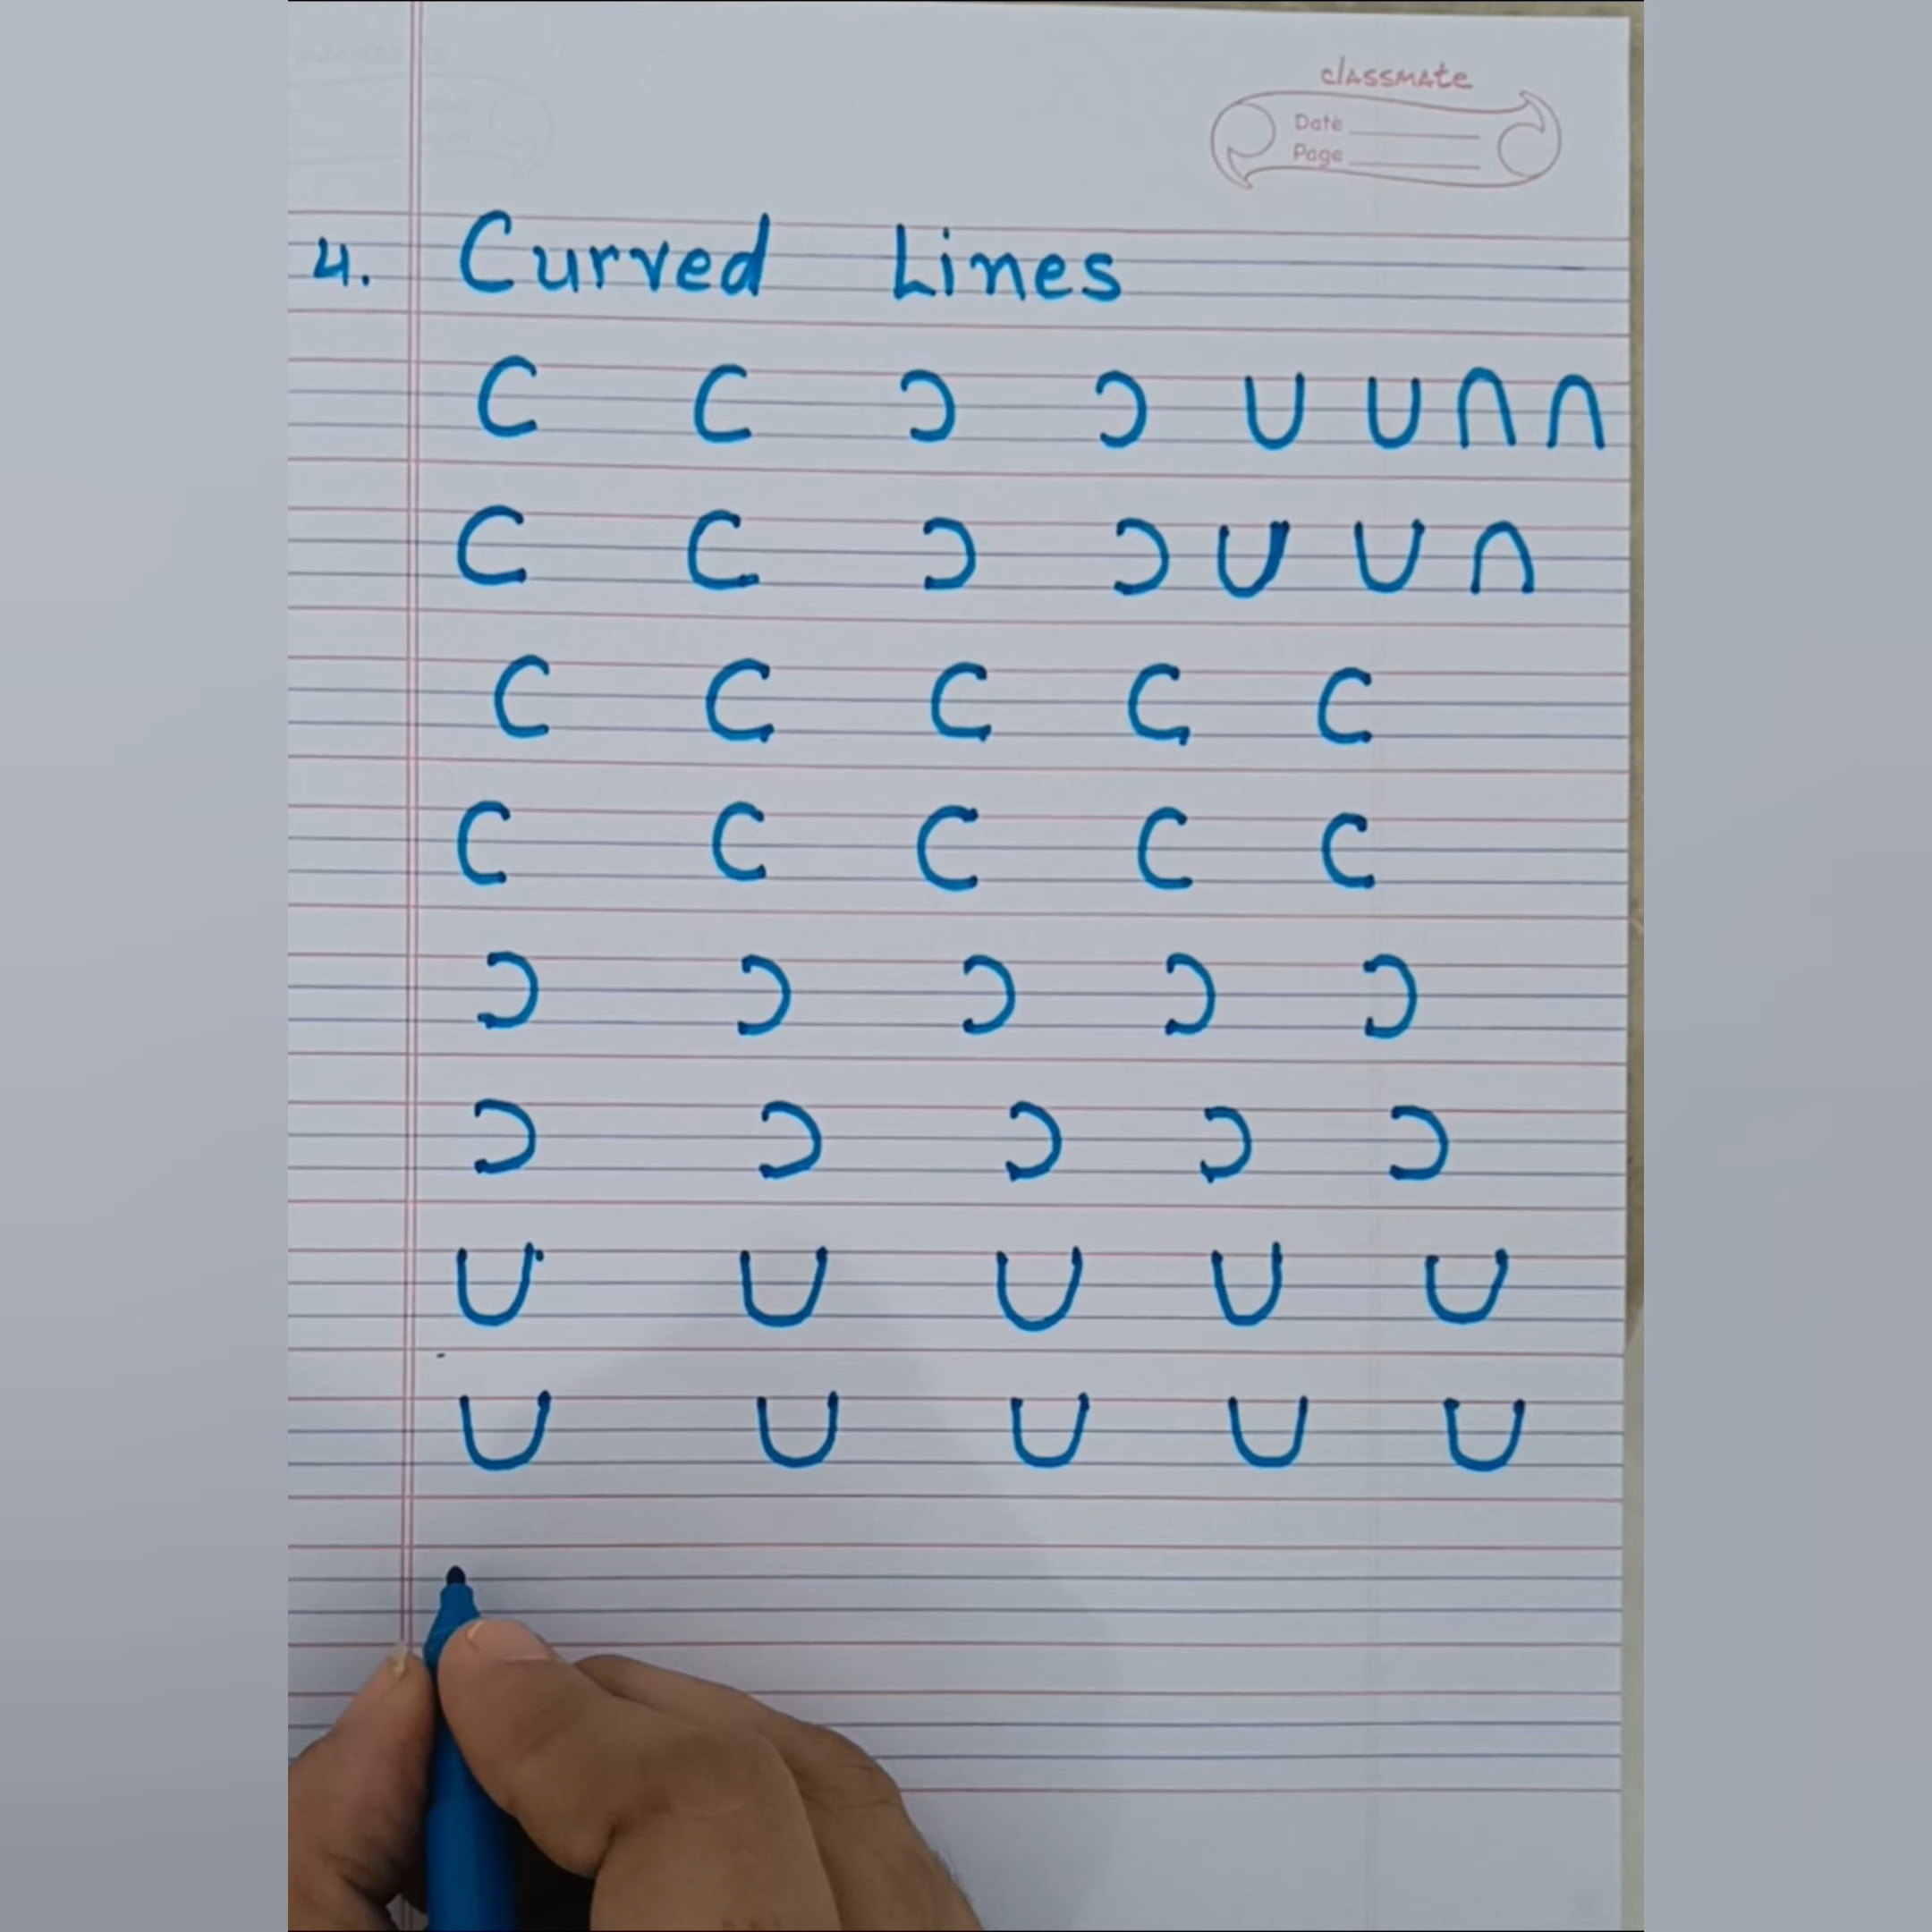 classmate
Date
Page
4. Curved Lines
C C Ɔ Ɔ U U ∩ ∩
C C Ɔ Ɔ U U ∩
C C C C C
C C C C C
Ɔ Ɔ Ɔ Ɔ Ɔ
Ɔ Ɔ Ɔ Ɔ Ɔ
U U U U U
U U U U U